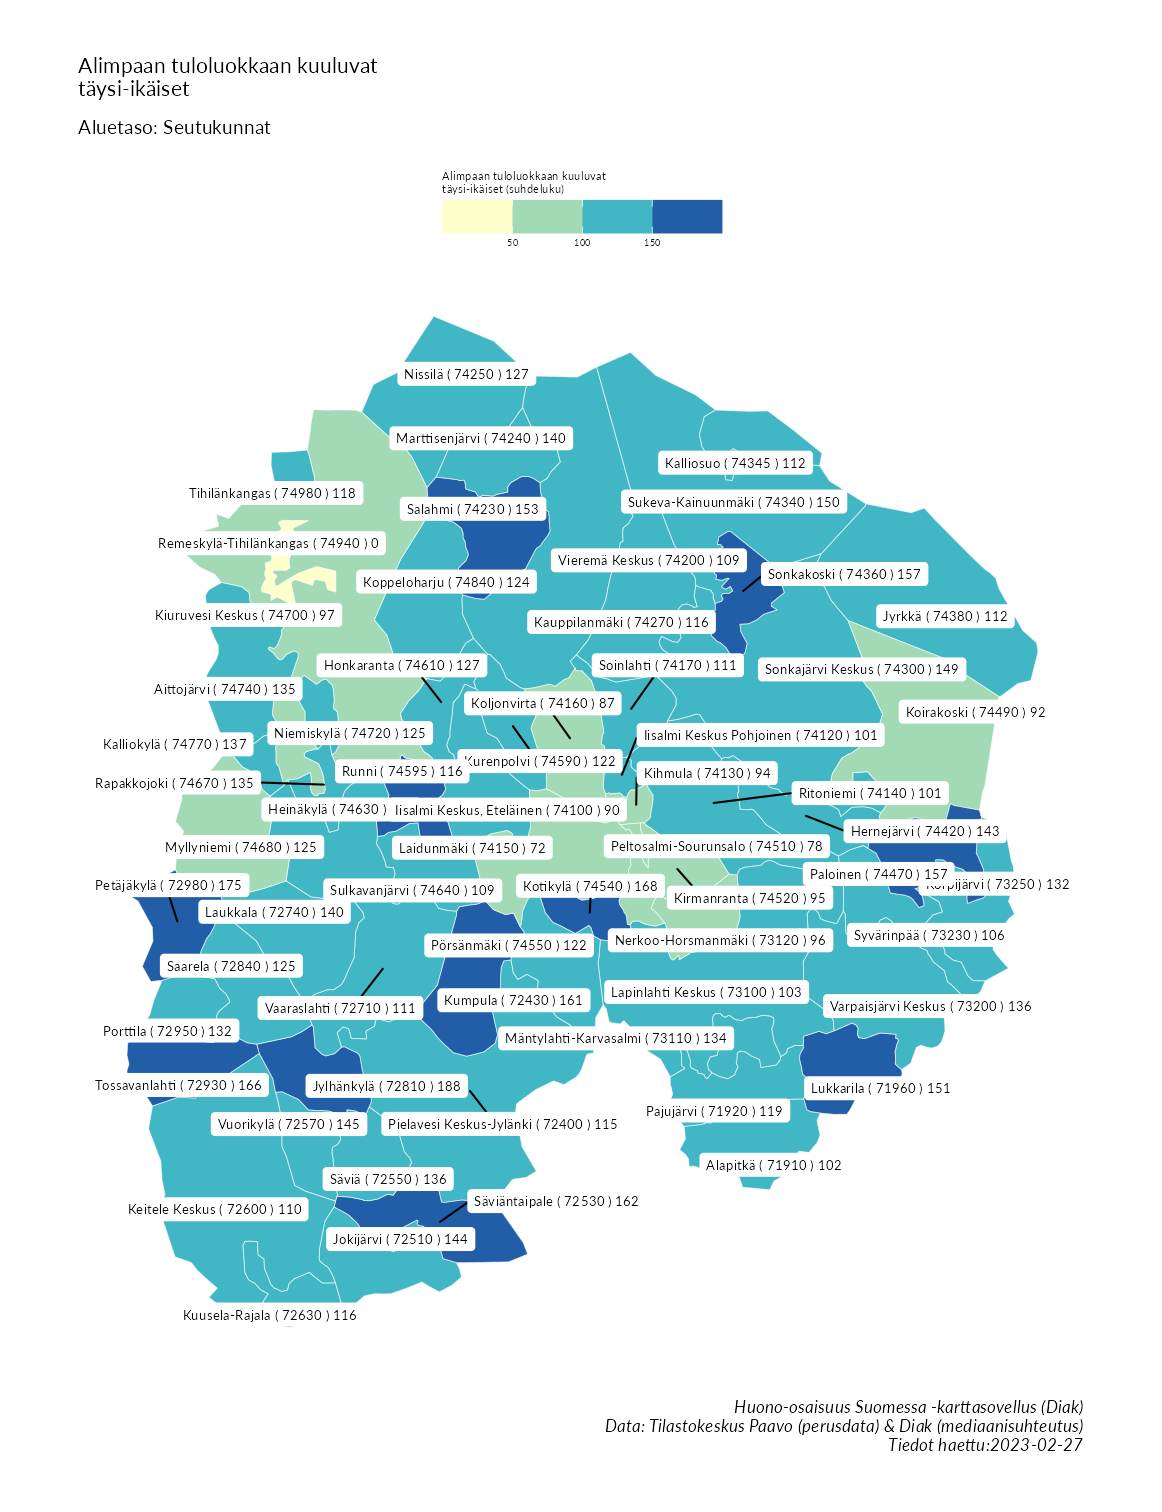 Alimpaan tuloluokkaan kuuluvat
täysi-ikäiset
Aluetaso: Seutukunnat
Alimpaan tuloluokkaan kuuluvat
täysi-ikäiset (suhdeluku)
50 100 150
Nissilä ( 74250 ) 127
Marttisenjärvi ( 74240 ) 140
Kalliosuo ( 74345 ) 112
Tihilänkangas ( 74980 ) 118
Sukeva-Kainuunmäki ( 74340 ) 150
Salahmi ( 74230 ) 153
Remeskylä-Tihilänkangas ( 74940 ) 0
Vieremä Keskus ( 74200 ) 109
Sonkakoski ( 74360 ) 157
Koppeloharju ( 74840 ) 124
Kiuruvesi Keskus ( 74700 ) 97
Jyrkkä ( 74380 ) 112
Kauppilanmäki ( 74270 ) 116
Honkaranta ( 74610 ) 127
Soinlahti ( 74170 ) 111
Sonkajärvi Keskus ( 74300 ) 149
Aittojärvi ( 74740 ) 135
Koljonvirta ( 74160 ) 87
Koirakoski ( 74490 ) 92
Niemiskylä ( 74720 ) 125
Iisalmi Keskus Pohjoinen ( 74120 ) 101
Kalliokylä ( 74770 ) 137
Kurenpolvi ( 74590 ) 122
Runni ( 74595 ) 116
Kihmula ( 74130 ) 94
Rapakkojoki ( 74670 ) 135
Ritoniemi ( 74140 ) 101
Heinäkylä ( 74630 )
Iisalmi Keskus, Eteläinen ( 74100 ) 90
Hernejärvi ( 74420 ) 143
Myllyniemi ( 74680 ) 125
Laidunmäki ( 74150 ) 72
Peltosalmi-Sourunsalo ( 74510 ) 78
Paloinen ( 74470 ) 157
Petäjäkylä ( 72980 ) 175
Sulkavanjärvi ( 74640 ) 109
Kotikylä ( 74540 ) 168
Korpijärvi ( 73250 ) 132
Kirmanranta ( 74520 ) 95
Laukkala ( 72740 ) 140
Syvärinpää ( 73230 ) 106
Nerkoo-Horsmanmäki ( 73120 ) 96
Pörsänmäki ( 74550 ) 122
Saarela ( 72840 ) 125
Lapinlahti Keskus ( 73100 ) 103
Kumpula ( 72430 ) 161
Varpaisjärvi Keskus ( 73200 ) 136
Vaaraslahti ( 72710 ) 111
Porttila ( 72950 ) 132
Mäntylahti-Karvasalmi ( 73110 ) 134
Tossavanlahti ( 72930 ) 166
Jylhänkylä ( 72810 ) 188
Lukkarila ( 71960 ) 151
Pajujärvi ( 71920 ) 119
Vuorikylä ( 72570 ) 145
Pielavesi Keskus-Jylänki ( 72400 ) 115
Alapitkä ( 71910 ) 102
Säviä ( 72550 ) 136
Säviäntaipale ( 72530 ) 162
Keitele Keskus ( 72600 ) 110
Jokijärvi ( 72510 ) 144
Kuusela-Rajala ( 72630 ) 116
Huono-osaisuus Suomessa -karttasovellus (Diak)
Data: Tilastokeskus Paavo (perusdata) & Diak (mediaanisuhteutus)
Tiedot haettu:2023-02-27